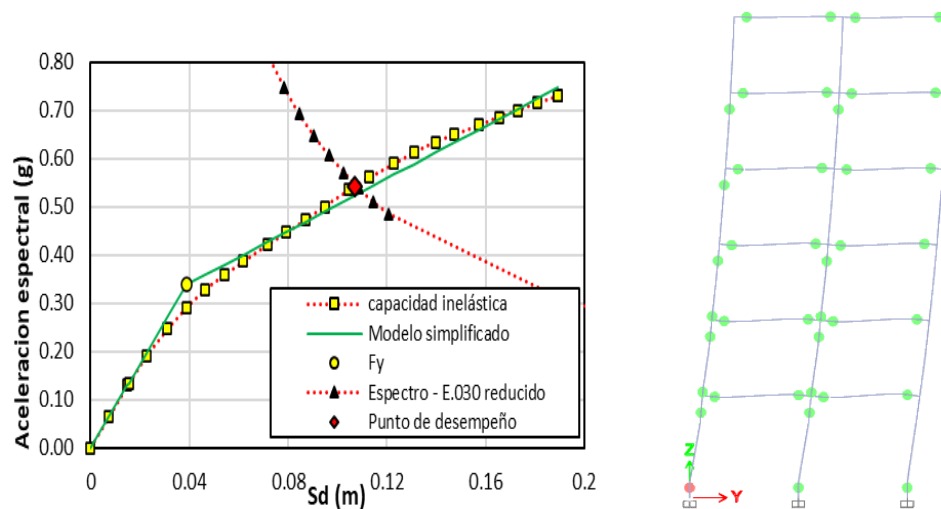 Aceleracion espectral (g)
0.80
0.70
0.60
0.50
0.40
0.30
0.20
0.10
0.00
0
0.04
0.08
0.12
0.16
0.2
Sd (m)
capacidad inelástica
Modelo simplificado
Fy
Espectro - E.030 reducido
Punto de desempeño
Z
Y